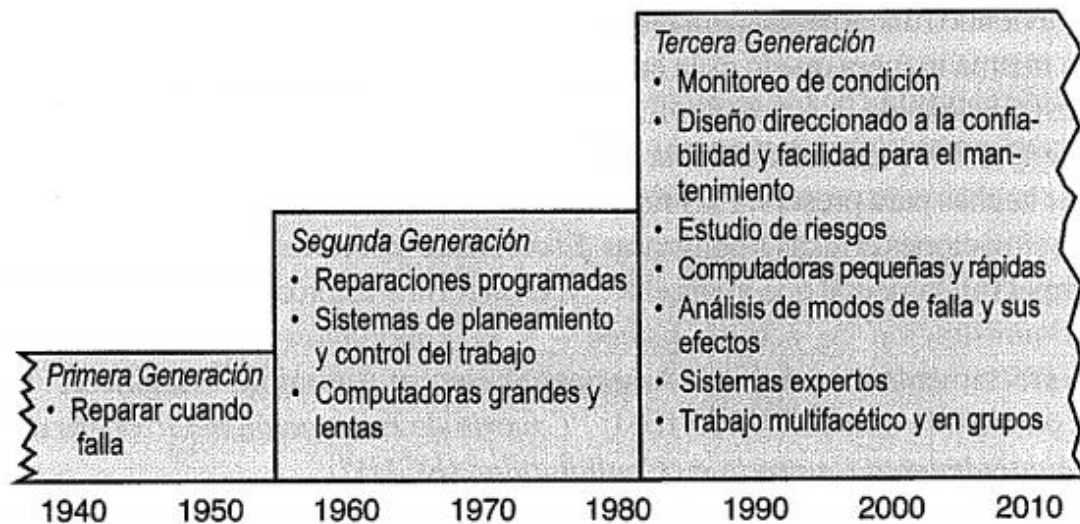 Primera Generación
• Reparar cuando
falla
Segunda Generación
• Reparaciones programadas
• Sistemas de planeamiento
y control del trabajo
• Computadoras grandes y
lentas
Tercera Generación
• Monitoreo de condición
• Diseño direccionado a la confia-
bilidad y facilidad para el man-
tenimiento
• Estudio de riesgos
• Computadoras pequeñas y rápidas
• Análisis de modos de falla y sus
efectos
• Sistemas expertos
• Trabajo multifacético y en grupos
1940 1950 1960 1970 1980 1990 2000 2010